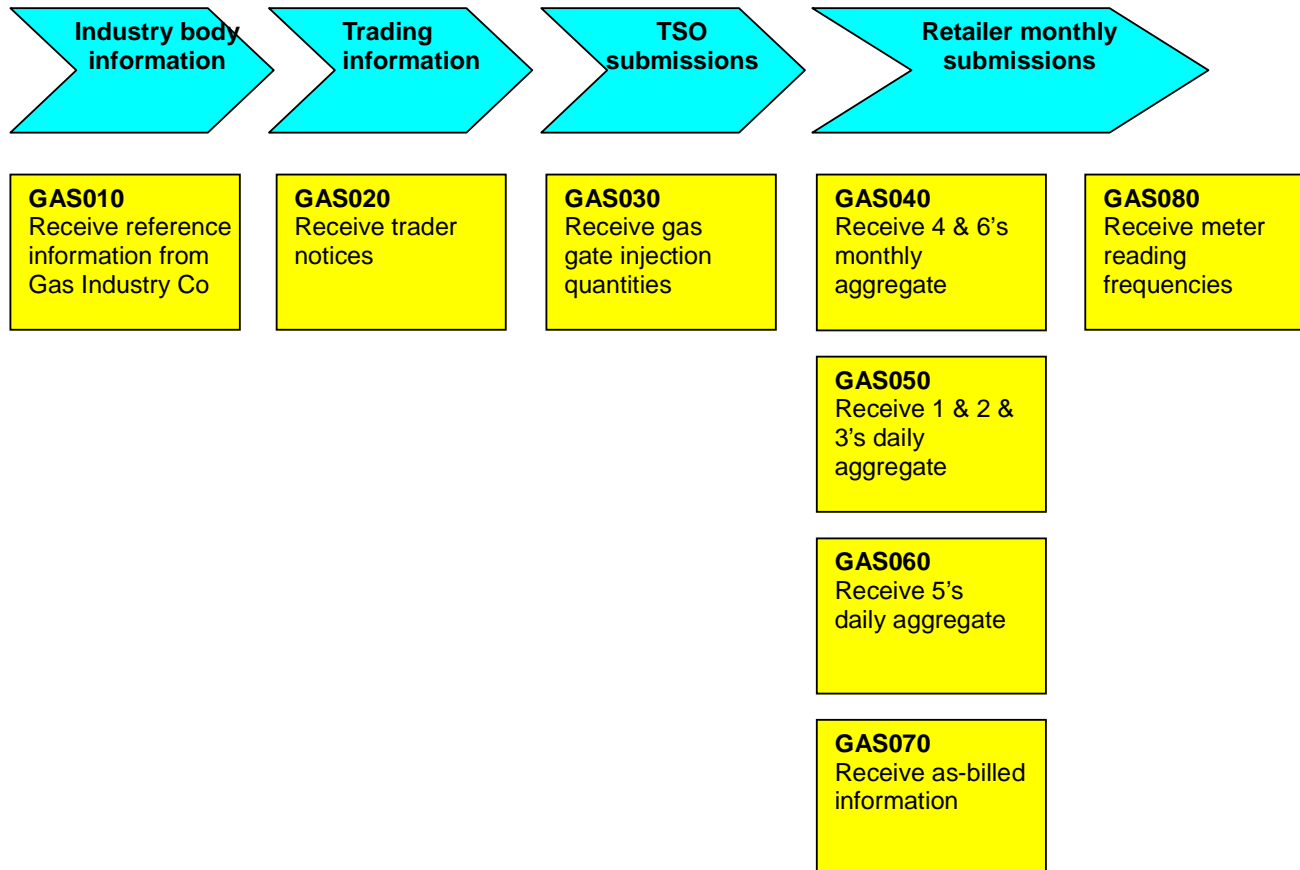 Industry body
information
Trading
information
TSO
submissions
Retailer monthly
submissions
GAS010
Receive reference
information from
Gas Industry Co
GAS020
Receive trader
notices
GAS030
Receive gas
gate injection
quantities
GAS040
Receive 4 & 6’s
monthly
aggregate
GAS080
Receive meter
reading
frequencies
GAS050
Receive 1 & 2 &
3’s daily
aggregate
GAS060
Receive 5’s
daily aggregate
GAS070
Receive as-billed
information